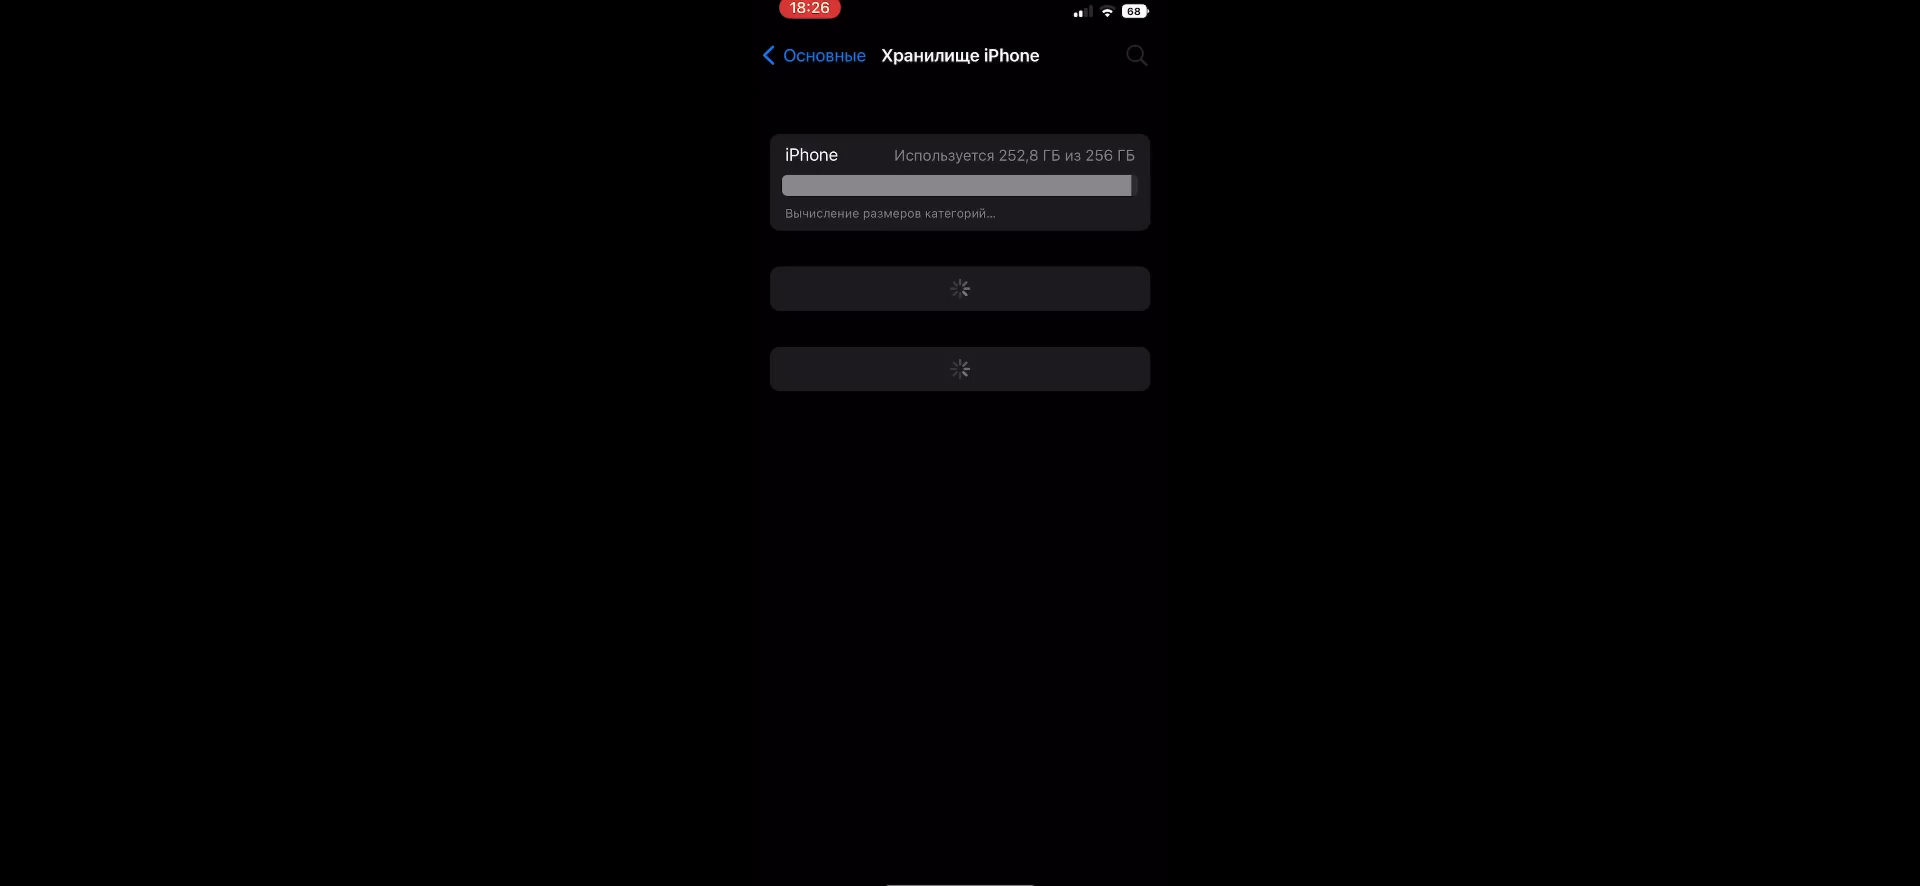 18:26
68
Основные
Хранилище iPhone
iPhone
Используется 252,8 ГБ из 256 ГБ
Вычисление размеров категорий...